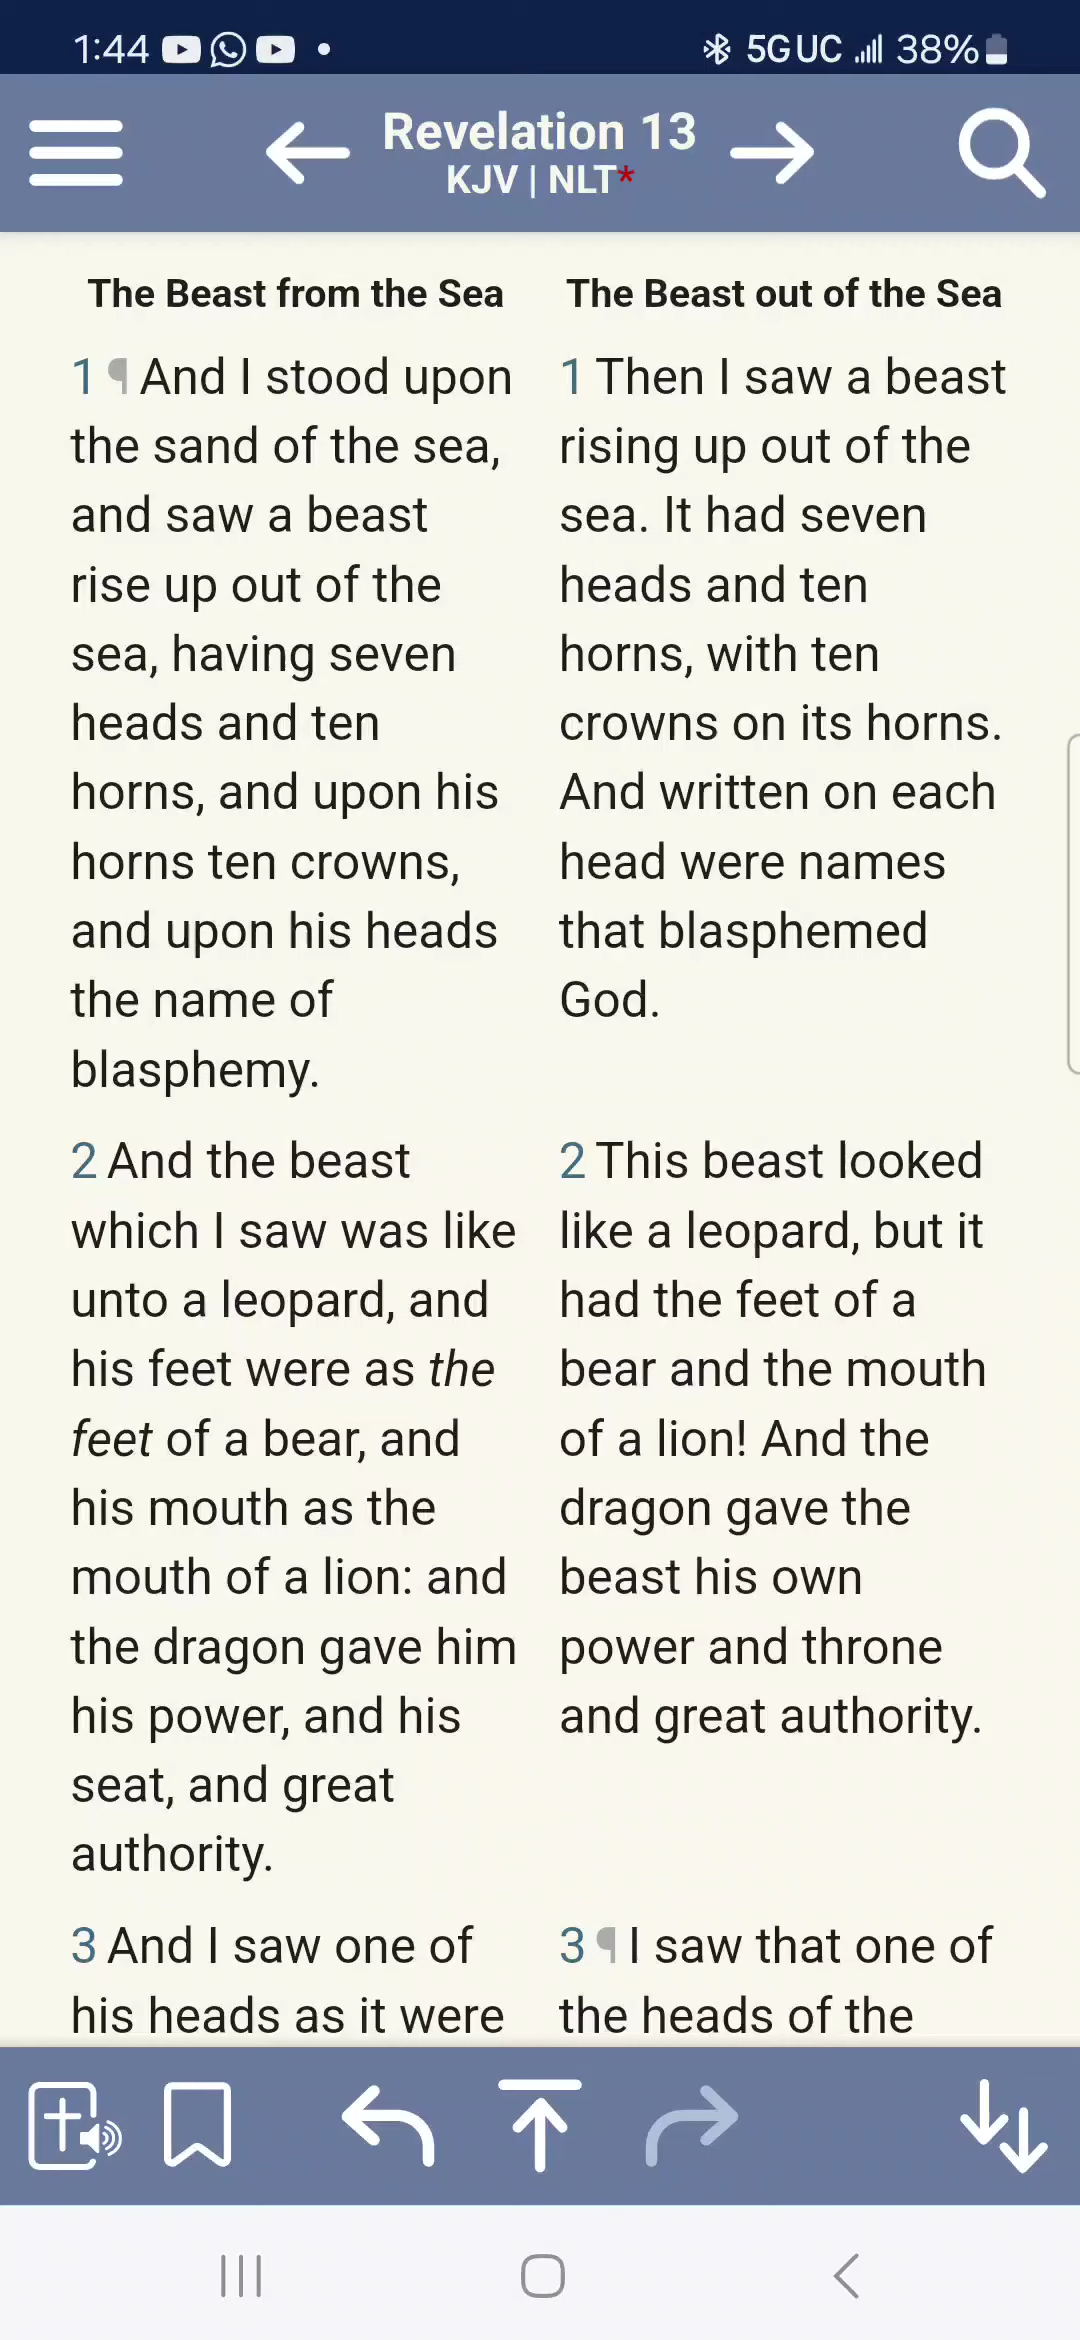 1:44
5G UC 38%
Revelation 13
KJV | NLT*
The Beast from the Sea
1 ¶ And I stood upon
the sand of the sea,
and saw a beast
rise up out of the
sea, having seven
heads and ten
horns, and upon his
horns ten crowns,
and upon his heads
the name of
blasphemy.
2 And the beast
which I saw was like
unto a leopard, and
his feet were as the
feet of a bear, and
his mouth as the
mouth of a lion: and
the dragon gave him
his power, and his
seat, and great
authority.
3 And I saw one of
his heads as it were
The Beast out of the Sea
1 Then I saw a beast
rising up out of the
sea. It had seven
heads and ten
horns, with ten
crowns on its horns.
And written on each
head were names
that blasphemed
God.
2 This beast looked
like a leopard, but it
had the feet of a
bear and the mouth
of a lion! And the
dragon gave the
beast his own
power and throne
and great authority.
3 ¶ I saw that one of
the heads of the